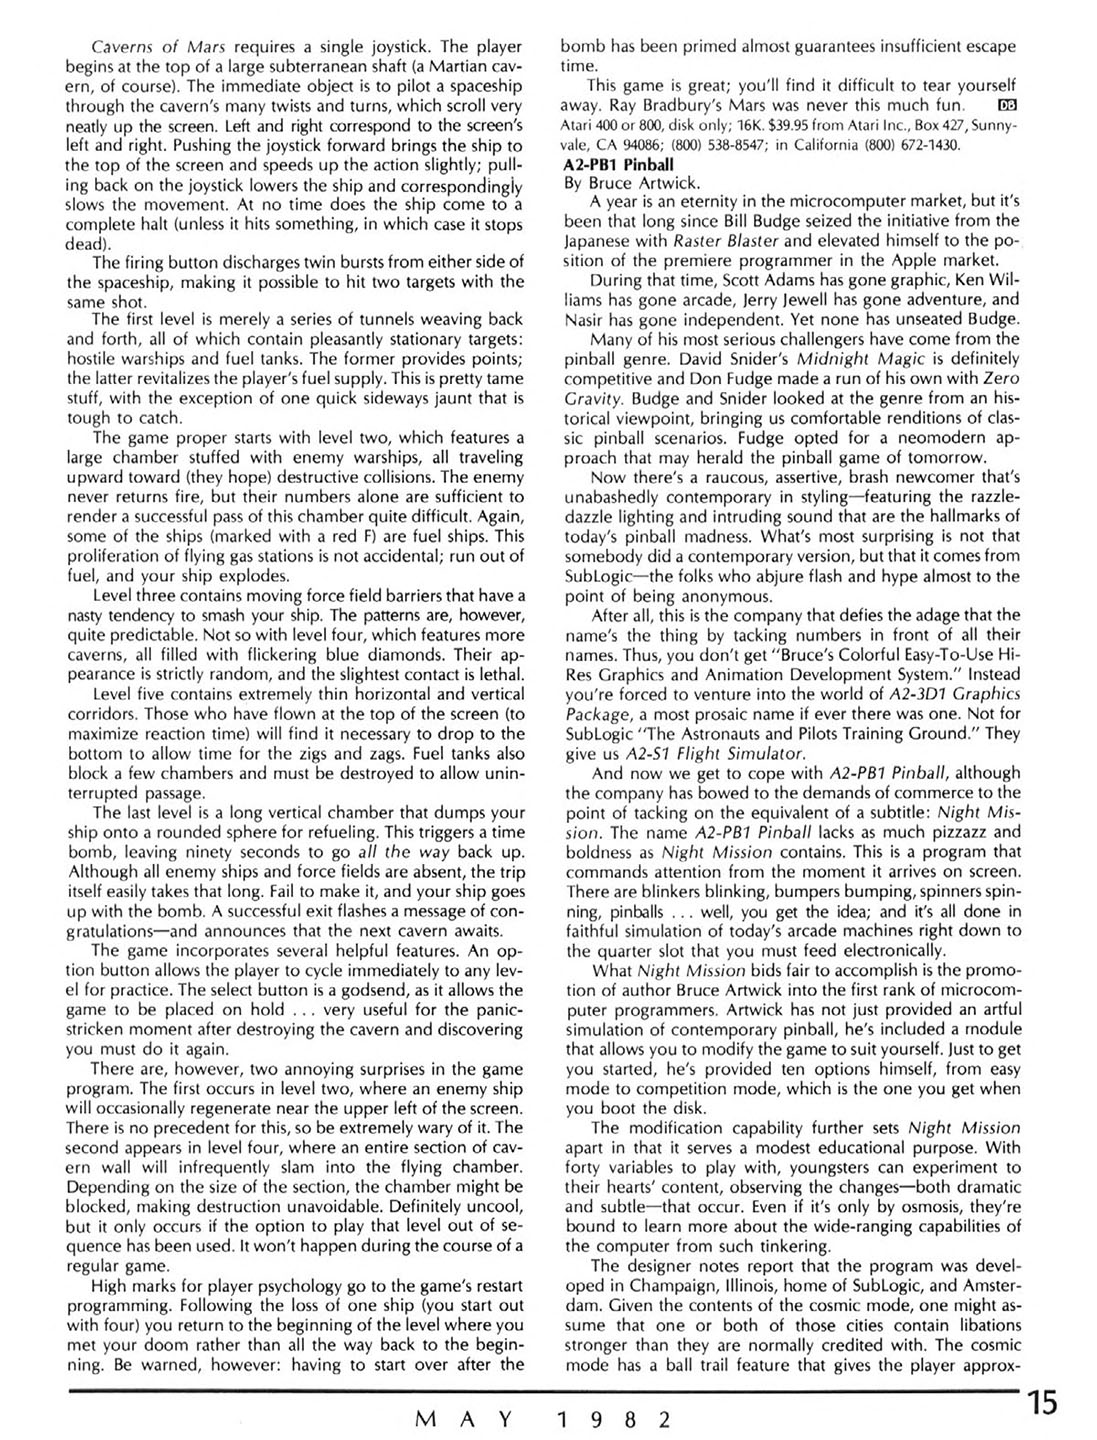 Caverns of Mars requires a single joystick. The player
begins at the top of a large subterranean shaft (a Martian cav-
ern, of course). The immediate object is to pilot a spaceship
through the cavern's many twists and turns, which scroll very
neatly up the screen. Left and right correspond to the screen's
left and right. Pushing the joystick forward brings the ship to
the top of the screen and speeds up the action slightly; pull-
ing back on the joystick lowers the ship and correspondingly
slows the movement. At no time does the ship come to a
complete halt (unless it hits something, in which case it stops
dead).
The firing button discharges twin bursts from either side of
the spaceship, making it possible to hit two targets with the
same shot.
The first level is merely a series of tunnels weaving back
and forth, all of which contain pleasantly stationary targets:
hostile warships and fuel tanks. The former provides points;
the latter revitalizes the player's fuel supply. This is pretty tame
stuff, with the exception of one quick sideways jaunt that is
tough to catch.
The game proper starts with level two, which features a
large chamber stuffed with enemy warships, all traveling
upward toward (they hope) destructive collisions. The enemy
never returns fire, but their numbers alone are sufficient to
render a successful pass of this chamber quite difficult. Again,
some of the ships (marked with a red F) are fuel ships. This
proliferation of flying gas stations is not accidental; run out of
fuel, and your ship explodes.
Level three contains moving force field barriers that have a
nasty tendency to smash your ship. The patterns are, however,
quite predictable. Not so with level four, which features more
caverns, all filled with flickering blue diamonds. Their ap-
pearance is strictly random, and the slightest contact is lethal.
Level five contains extremely thin horizontal and vertical
corridors. Those who have flown at the top of the screen (to
maximize reaction time) will find it necessary to drop to the
bottom to allow time for the zigs and zags. Fuel tanks also
block a few chambers and must be destroyed to allow unin-
terrupted passage.
The last level is a long vertical chamber that dumps your
ship onto a rounded sphere for refueling. This triggers a time
bomb, leaving ninety seconds to go all the way back up.
Although all enemy ships and force fields are absent, the trip
itself easily takes that long. Fail to make it, and your ship goes
up with the bomb. A successful exit flashes a message of con-
gratulations—and announces that the next cavern awaits.
The game incorporates several helpful features. An op-
tion button allows the player to cycle immediately to any lev-
el for practice. The select button is a godsend, as it allows the
game to be placed on hold . . . very useful for the panic-
stricken moment after destroying the cavern and discovering
you must do it again.
There are, however, two annoying surprises in the game
program. The first occurs in level two, where an enemy ship
will occasionally regenerate near the upper left of the screen.
There is no precedent for this, so be extremely wary of it. The
second appears in level four, where an entire section of cav-
ern wall will infrequently slam into the flying chamber.
Depending on the size of the section, the chamber might be
blocked, making destruction unavoidable. Definitely uncool,
but it only occurs if the option to play that level out of se-
quence has been used. It won't happen during the course of a
regular game.
High marks for player psychology go to the game's restart
programming. Following the loss of one ship (you start out
with four) you return to the beginning of the level where you
met your doom rather than all the way back to the begin-
ning. Be warned, however: having to start over after the
bomb has been primed almost guarantees insufficient escape
time.
This game is great; you'll find it difficult to tear yourself
away. Ray Bradbury's Mars was never this much fun. DB
Atari 400 or 800, disk only; 16K. $39.95 from Atari Inc., Box 427, Sunny-
vale, CA 94086; (800) 538-8547; in California (800) 672-1430.
A2-PB1 Pinball
By Bruce Artwick.
A year is an eternity in the microcomputer market, but it's
been that long since Bill Budge seized the initiative from the
Japanese with Raster Blaster and elevated himself to the po-
sition of the premiere programmer in the Apple market.
During that time, Scott Adams has gone graphic, Ken Wil-
liams has gone arcade, Jerry Jewell has gone adventure, and
Nasir has gone independent. Yet none has unseated Budge.
Many of his most serious challengers have come from the
pinball genre. David Snider's Midnight Magic is definitely
competitive and Don Fudge made a run of his own with Zero
Gravity. Budge and Snider looked at the genre from an his-
torical viewpoint, bringing us comfortable renditions of clas-
sic pinball scenarios. Fudge opted for a neomodern ap-
proach that may herald the pinball game of tomorrow.
Now there's a raucous, assertive, brash newcomer that's
unabashedly contemporary in styling—featuring the razzle-
dazzle lighting and intruding sound that are the hallmarks of
today's pinball madness. What's most surprising is not that
somebody did a contemporary version, but that it comes from
SubLogic—the folks who abjure flash and hype almost to the
point of being anonymous.
After all, this is the company that defies the adage that the
name's the thing by tacking numbers in front of all their
names. Thus, you don't get "Bruce's Colorful Easy-To-Use Hi-
Res Graphics and Animation Development System." Instead
you're forced to venture into the world of A2-3D1 Graphics
Package, a most prosaic name if ever there was one. Not for
SubLogic "The Astronauts and Pilots Training Ground." They
give us A2-S1 Flight Simulator.
And now we get to cope with A2-PB1 Pinball, although
the company has bowed to the demands of commerce to the
point of tacking on the equivalent of a subtitle: Night Mis-
sion. The name A2-PB1 Pinball lacks as much pizzazz and
boldness as Night Mission contains. This is a program that
commands attention from the moment it arrives on screen.
There are blinkers blinking, bumpers bumping, spinners spin-
ning, pinballs . . . well, you get the idea; and it's all done in
faithful simulation of today's arcade machines right down to
the quarter slot that you must feed electronically.
What Night Mission bids fair to accomplish is the promo-
tion of author Bruce Artwick into the first rank of microcom-
puter programmers. Artwick has not just provided an artful
simulation of contemporary pinball, he's included a module
that allows you to modify the game to suit yourself. Just to get
you started, he's provided ten options himself, from easy
mode to competition mode, which is the one you get when
you boot the disk.
The modification capability further sets Night Mission
apart in that it serves a modest educational purpose. With
forty variables to play with, youngsters can experiment to
their hearts' content, observing the changes—both dramatic
and subtle—that occur. Even if it's only by osmosis, they're
bound to learn more about the wide-ranging capabilities of
the computer from such tinkering.
The designer notes report that the program was devel-
oped in Champaign, Illinois, home of SubLogic, and Amster-
dam. Given the contents of the cosmic mode, one might as-
sume that one or both of those cities contain libations
stronger than they are normally credited with. The cosmic
mode has a ball trail feature that gives the player approx-
MAY 1982
15